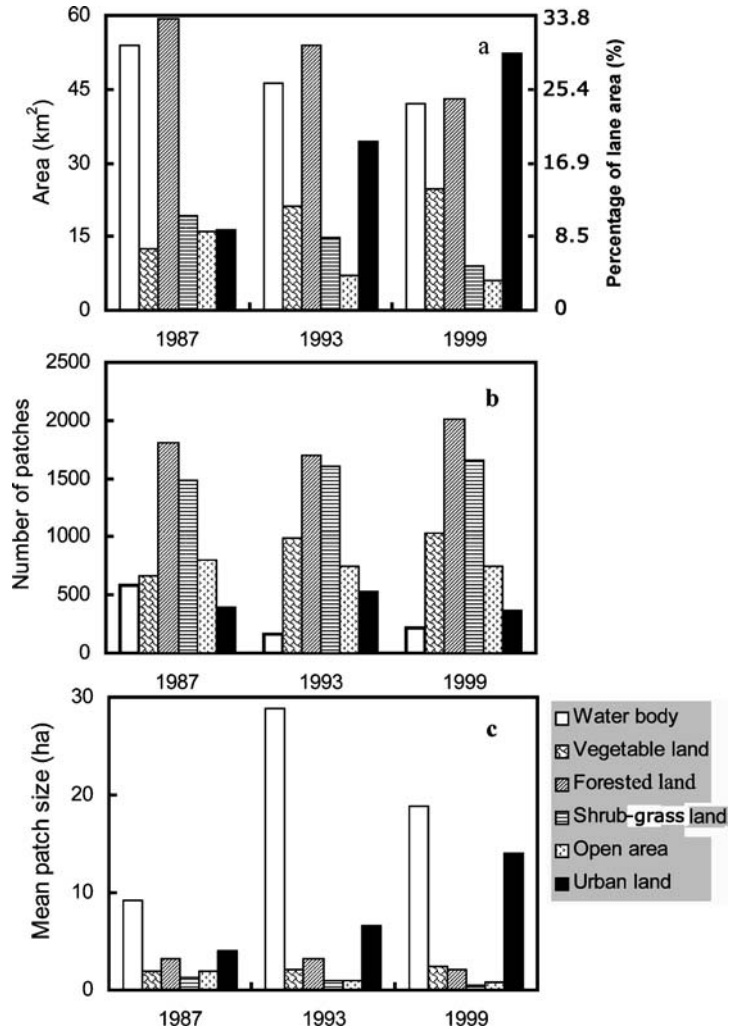 60
45
30
15
0
Area (km²)
a
33.8
25.4
16.9
8.5
0
Percentage of lane area (%)
1987
1993
1999
2500
2000
1500
1000
500
0
Number of patches
b
1987
1993
1999
30
20
10
0
Mean patch size (ha)
c
1987
1993
1999
Water body
Vegetable land
Forested land
Shrub-grass land
Open area
Urban land